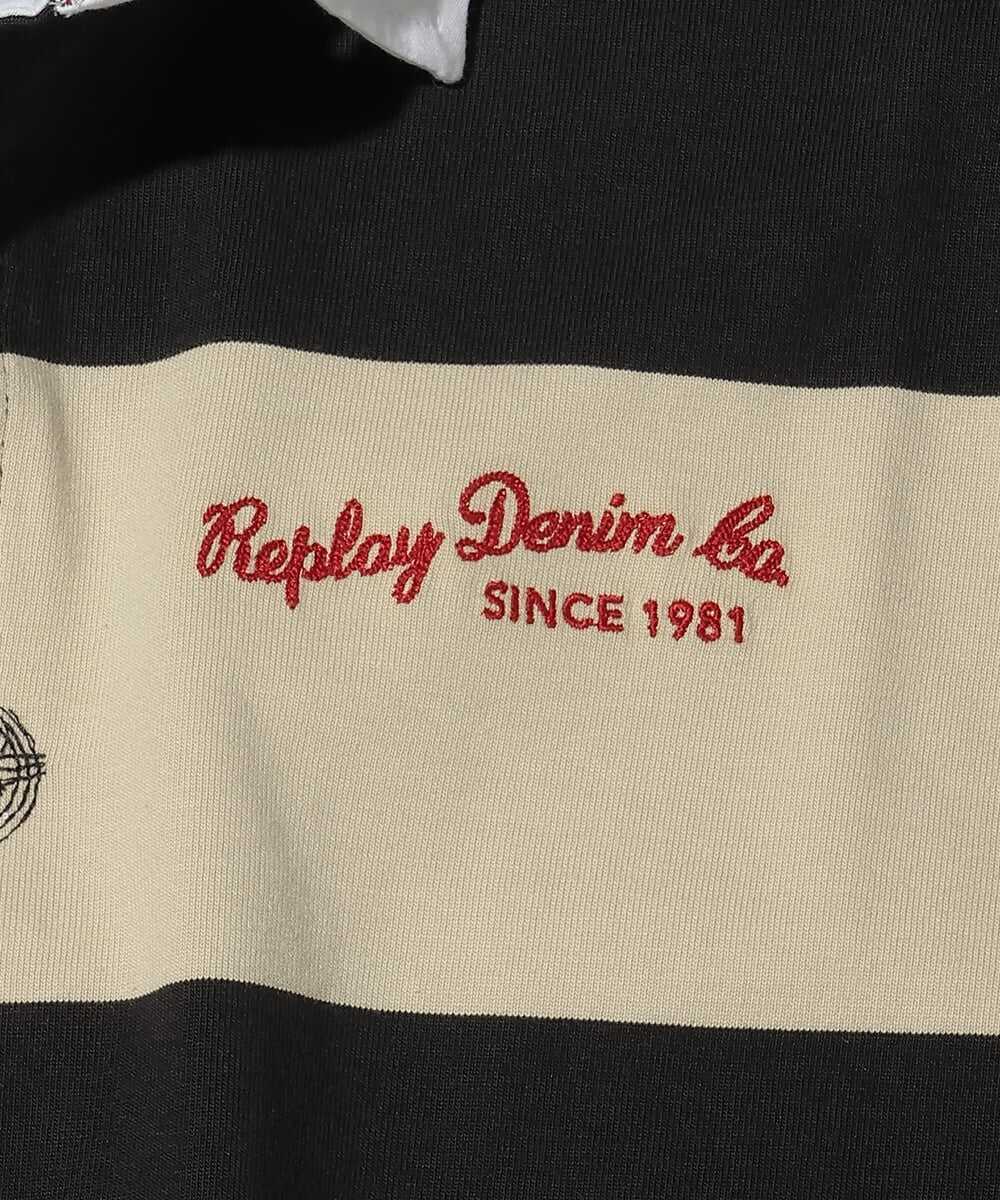 Replay Denim Co.
SINCE 1981